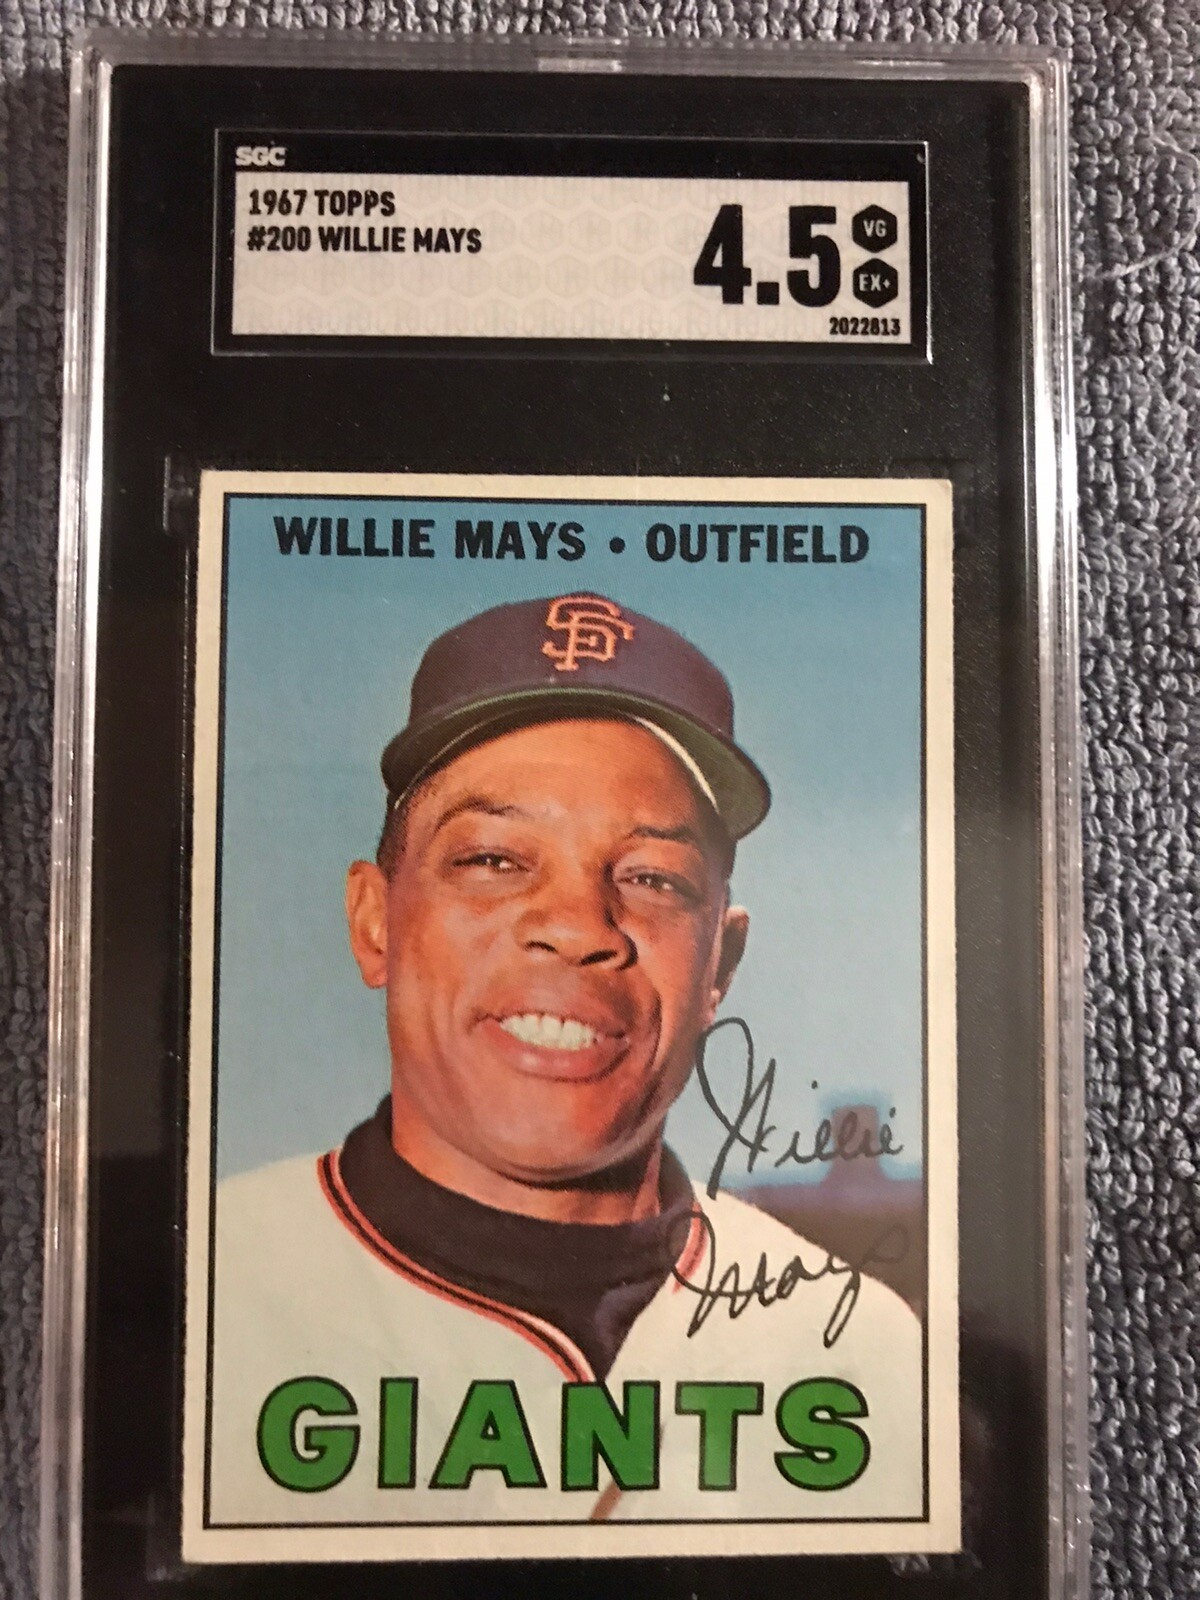 SGC
1967 TOPPS
#200 WILLIE MAYS
4.5
VG
EX+
2022813
WILLIE MAYS • OUTFIELD
SF
Willie
Mays
GIANTS